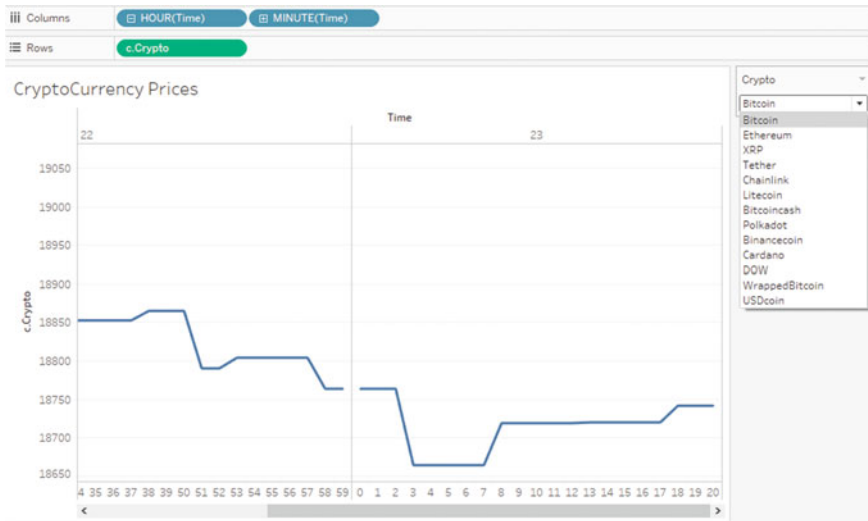 Columns HOUR(Time) MINUTE(Time)
Rows c.Crypto
CryptoCurrency Prices
Time
22 23
19050
19000
18950
18900
18850
18800
18750
18700
18650
c.Crypto
4 35 36 37 38 39 50 51 52 53 54 55 56 57 58 59 0 1 2 3 4 5 6 7 8 9 10 11 12 13 14 15 16 17 18 19 20
Crypto
Bitcoin
Bitcoin
Ethereum
XRP
Tether
Chainlink
Litecoin
Bitcoincash
Polkadot
Binancecoin
Cardano
DOW
WrappedBitcoin
USDcoin